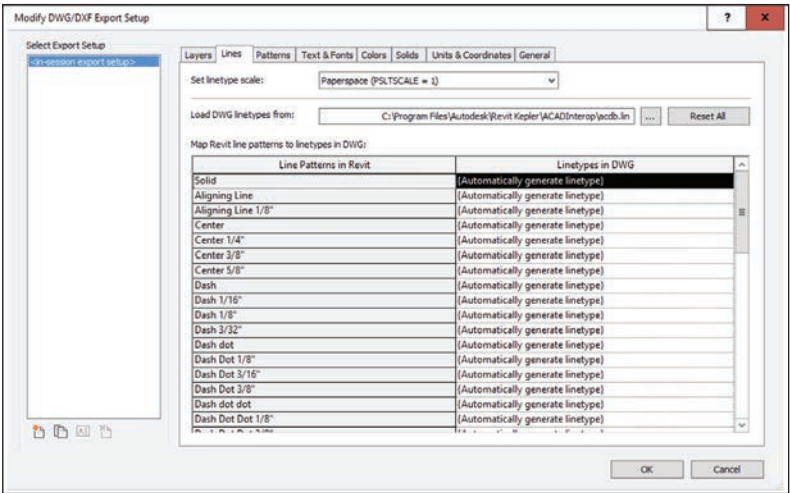 Modify DWG/DXF Export Setup
? x
Select Export Setup
<in-session export setup>
Layers Lines Patterns Text & Fonts Colors Solids Units & Coordinates General
Set linetype scale: Paperspace (PSLTSCALE = 1)
Load DWG linetypes from: C:\Program Files\Autodesk\Revit Kepler\ACADInterop\acdb.lin ... Reset All
Map Revit line patterns to linetypes in DWG:
Line Patterns in Revit Linetypes in DWG
Solid {Automatically generate linetype}
Aligning Line {Automatically generate linetype}
Aligning Line 1/8" {Automatically generate linetype}
Center {Automatically generate linetype}
Center 1/4" {Automatically generate linetype}
Center 3/8" {Automatically generate linetype}
Center 5/8" {Automatically generate linetype}
Dash {Automatically generate linetype}
Dash 1/16" {Automatically generate linetype}
Dash 1/8" {Automatically generate linetype}
Dash 3/32" {Automatically generate linetype}
Dash dot {Automatically generate linetype}
Dash Dot 1/8" {Automatically generate linetype}
Dash Dot 3/16" {Automatically generate linetype}
Dash Dot 3/8" {Automatically generate linetype}
Dash dot dot {Automatically generate linetype}
Dash Dot Dot 1/8" {Automatically generate linetype}
OK Cancel